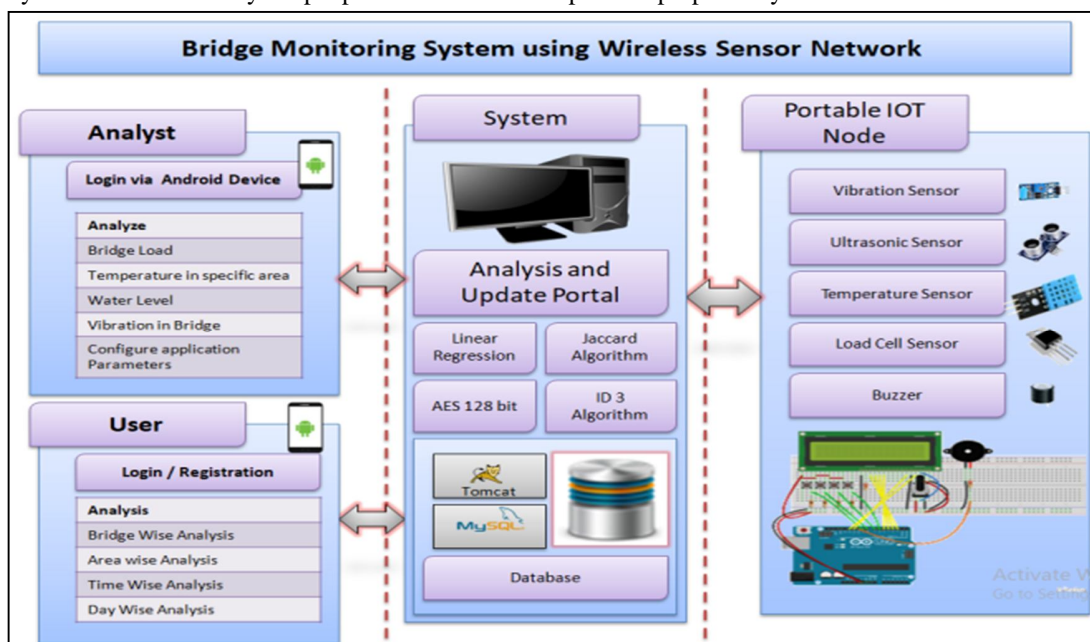 Bridge Monitoring System using Wireless Sensor Network
Analyst
Login via Android Device
Analyze
Bridge Load
Temperature in specific area
Water Level
Vibration in Bridge
Configure application
Parameters
User
Login / Registration
Analysis
Bridge Wise Analysis
Area wise Analysis
Time Wise Analysis
Day Wise Analysis
System
Analysis and
Update Portal
Linear
Regression
Jaccard
Algorithm
AES 128 bit
ID 3
Algorithm
Tomcat
MySQL
Database
Portable IOT
Node
Vibration Sensor
Ultrasonic Sensor
Temperature Sensor
Load Cell Sensor
Buzzer
Activate W
Go to Setting